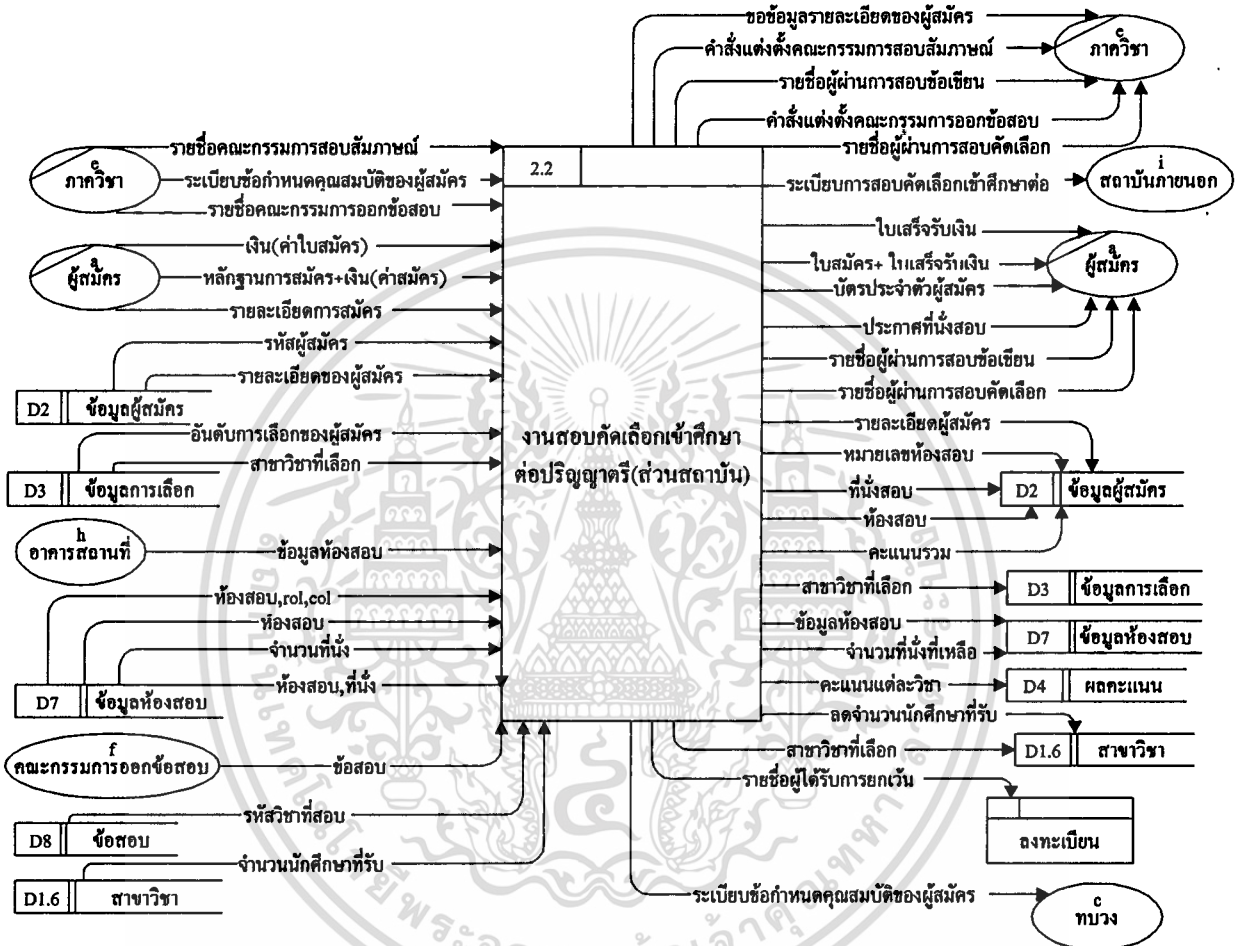 ขอข้อมูลรายละเอียดของผู้สมัคร
e
ภาควิชา
คำสั่งแต่งตั้งคณะกรรมการสอบสัมภาษณ์
รายชื่อผู้ผ่านการสอบข้อเขียน
คำสั่งแต่งตั้งคณะกรรมการออกข้อสอบ
รายชื่อผู้ผ่านการสอบคัดเลือก
รายชื่อคณะกรรมการสอบสัมภาษณ์
e
ภาควิชา
ระเบียบข้อกำหนดคุณสมบัติของผู้สมัคร
รายชื่อคณะกรรมการออกข้อสอบ
2.2
ระเบียบการสอบคัดเลือกเข้าศึกษาต่อ
i
สถาบันภายนอก
เงิน(ค่าใบสมัคร)
a
ผู้สมัคร
หลักฐานการสมัคร+เงิน(ค่าสมัคร)
รายละเอียดการสมัคร
ใบเสร็จรับเงิน
ใบสมัคร+ ใบเสร็จรับเงิน
a
ผู้สมัคร
บัตรประจำตัวผู้สมัคร
ประกาศที่นั่งสอบ
รายชื่อผู้ผ่านการสอบข้อเขียน
รายชื่อผู้ผ่านการสอบคัดเลือก
รหัสผู้สมัคร
รายละเอียดของผู้สมัคร
D2 ข้อมูลผู้สมัคร
อันดับการเลือกของผู้สมัคร
สาขาวิชาที่เลือก
D3 ข้อมูลการเลือก
งานสอบคัดเลือกเข้าศึกษา
ต่อปริญญาตรี(ส่วนสถาบัน)
รายละเอียดผู้สมัคร
หมายเลขห้องสอบ
ที่นั่งสอบ
D2 ข้อมูลผู้สมัคร
ห้องสอบ
คะแนนรวม
h
อาคารสถานที่
ข้อมูลห้องสอบ
ห้องสอบ,rol,col
ห้องสอบ
จำนวนที่นั่ง
ห้องสอบ,ที่นั่ง
D7 ข้อมูลห้องสอบ
สาขาวิชาที่เลือก
D3 ข้อมูลการเลือก
ข้อมูลห้องสอบ
D7 ข้อมูลห้องสอบ
จำนวนที่นั่งที่เหลือ
คะแนนแต่ละวิชา
D4 ผลคะแนน
ลดจำนวนนักศึกษาที่รับ
สาขาวิชาที่เลือก
D1.6 สาขาวิชา
รายชื่อผู้ได้รับการยกเว้น
ลงทะเบียน
f
คณะกรรมการออกข้อสอบ
ข้อสอบ
รหัสวิชาที่สอบ
D8 ข้อสอบ
จำนวนนักศึกษาที่รับ
D1.6 สาขาวิชา
ระเบียบข้อกำหนดคุณสมบัติของผู้สมัคร
c
ทบวง